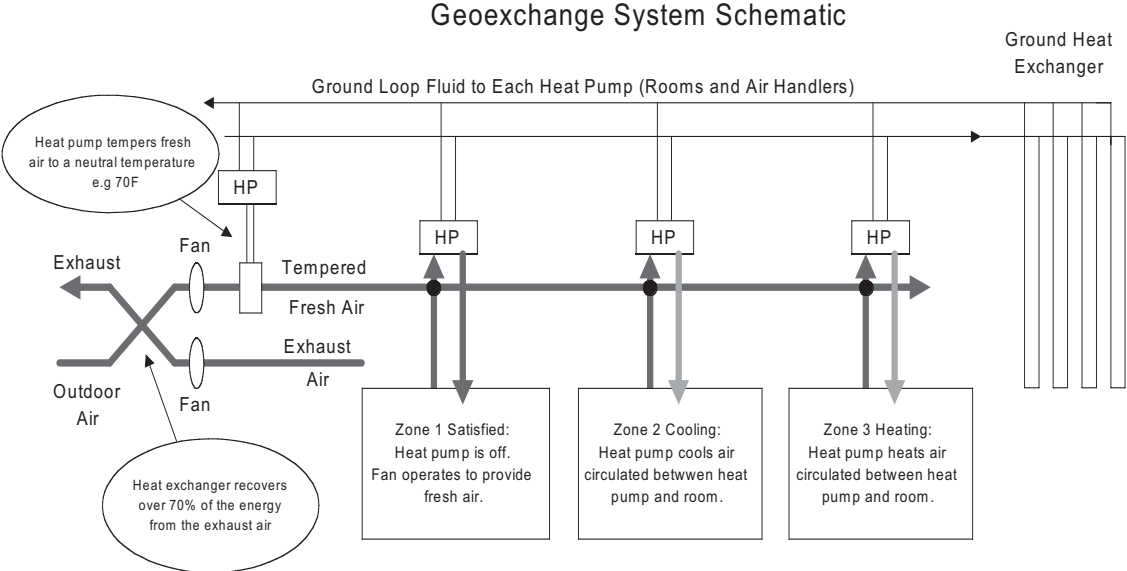 Geoexchange System Schematic
Ground Heat
Exchanger
Ground Loop Fluid to Each Heat Pump (Rooms and Air Handlers)
Heat pump tempers fresh
air to a neutral temperature
e.g 70F
HP
HP
HP
HP
Fan
Exhaust
Tempered
Fresh Air
Exhaust
Air
Outdoor
Air
Fan
Zone 1 Satisfied:
Heat pump is off.
Fan operates to provide
fresh air.
Zone 2 Cooling:
Heat pump cools air
circulated betwwen heat
pump and room.
Zone 3 Heating:
Heat pump heats air
circulated between heat
pump and room.
Heat exchanger recovers
over 70% of the energy
from the exhaust air